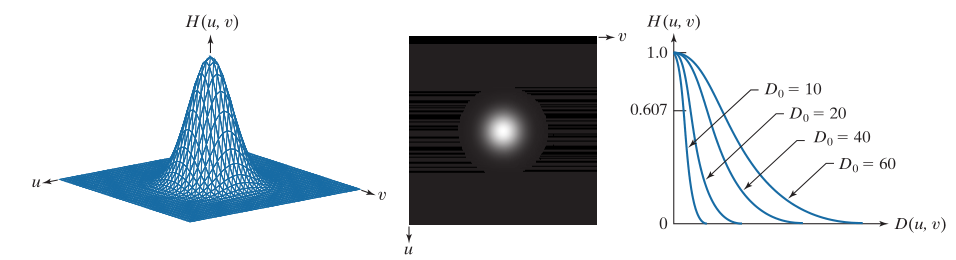 H(u, v)
u
v
v
u
H(u, v)
1.0
D₀ = 10
0.607
D₀ = 20
D₀ = 40
D₀ = 60
0
D(u, v)